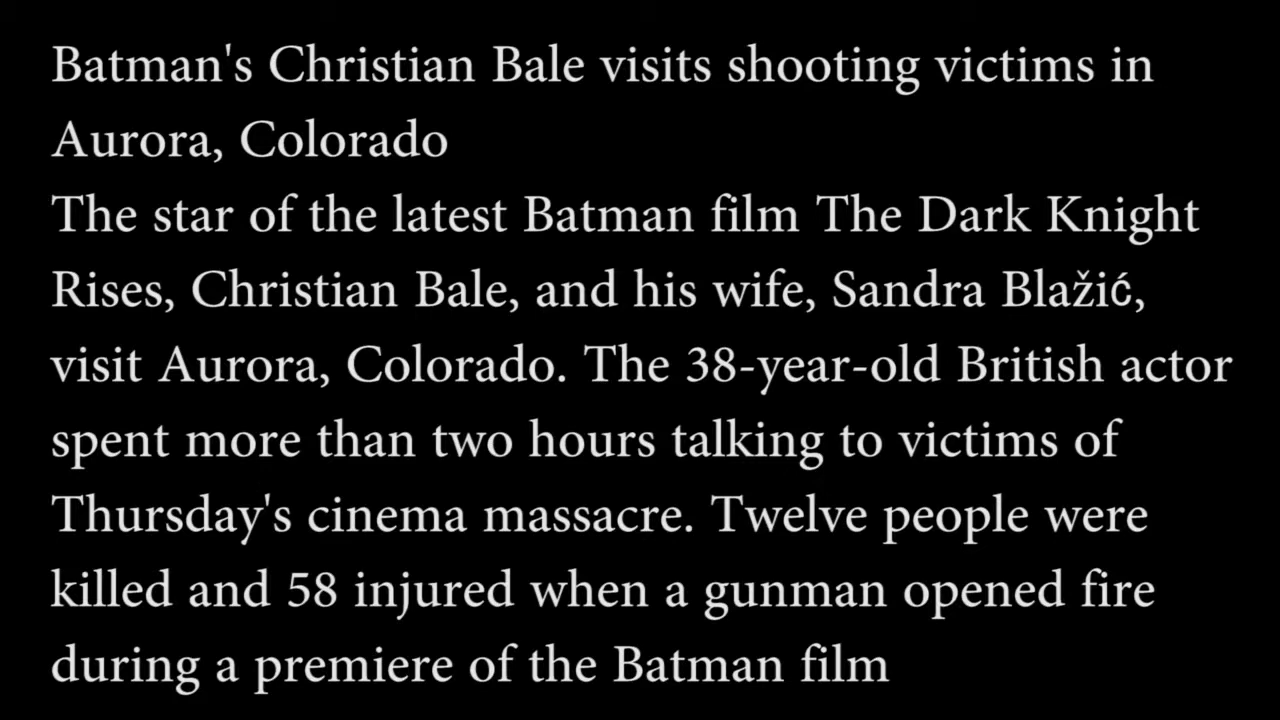 Batman's Christian Bale visits shooting victims in
Aurora, Colorado
The star of the latest Batman film The Dark Knight
Rises, Christian Bale, and his wife, Sandra Blažić,
visit Aurora, Colorado. The 38-year-old British actor
spent more than two hours talking to victims of
Thursday's cinema massacre. Twelve people were
killed and 58 injured when a gunman opened fire
during a premiere of the Batman film